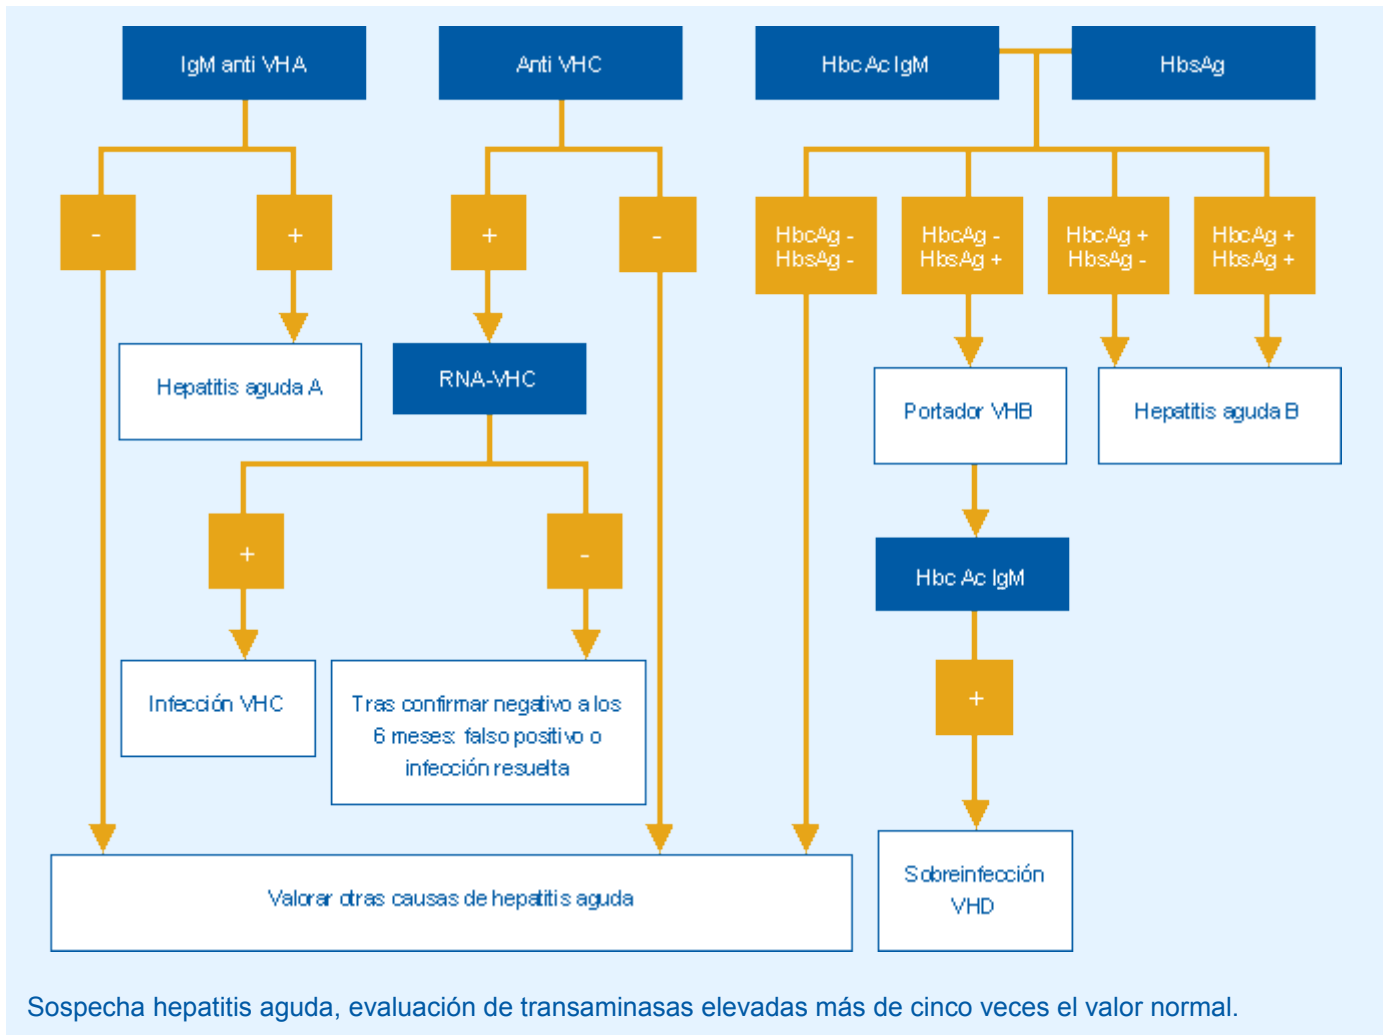 IgM anti VHA
Anti VHC
Hbc Ac IgM
HbsAg
-
+
+
-
HbcAg -
HbsAg -
HbcAg -
HbsAg +
HbcAg +
HbsAg -
HbcAg +
HbsAg +
Hepatitis aguda A
RNA-VHC
Portador VHB
Hepatitis aguda B
+
-
Hbc Ac IgM
Infección VHC
Tras confirmar negativo a los
6 meses: falso positivo o
infección resuelta
+
Valorar otras causas de hepatitis aguda
Sobreinfección
VHD
Sospecha hepatitis aguda, evaluación de transaminasas elevadas más de cinco veces el valor normal.